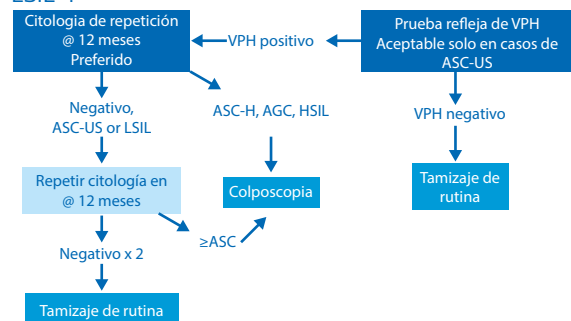 Citologia de repetición
@ 12 meses
Preferido
VPH positivo
Prueba refleja de VPH
Aceptable solo en casos de
ASC-US
Negativo,
ASC-US or LSIL
ASC-H, AGC, HSIL
VPH negativo
Repetir citología en
@ 12 meses
Colposcopia
Tamizaje de
rutina
≥ASC
Negativo x 2
Tamizaje de rutina